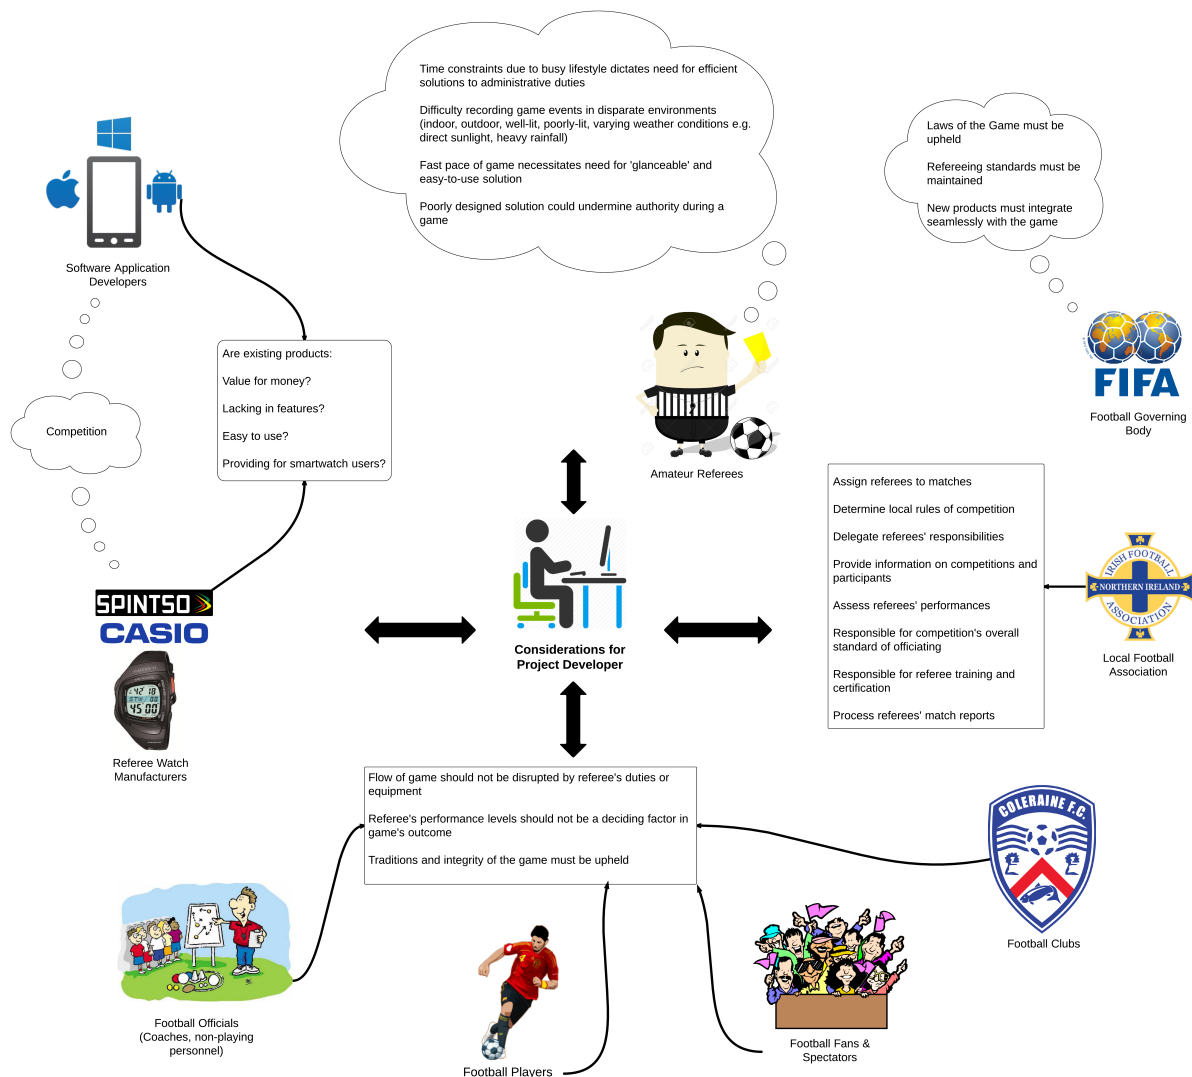 Time constraints due to busy lifestyle dictates need for efficient
solutions to administrative duties
Difficulty recording game events in disparate environments
(indoor, outdoor, well-lit, poorly-lit, varying weather conditions e.g.
direct sunlight, heavy rainfall)
Fast pace of game necessitates need for 'glanceable' and
easy-to-use solution
Poorly designed solution could undermine authority during a
game
Laws of the Game must be
upheld
Refereeing standards must be
maintained
New products must integrate
seamlessly with the game
Software Application
Developers
Are existing products:
Value for money?
Lacking in features?
Easy to use?
Providing for smartwatch users?
Competition
Amateur Referees
FIFA
Football Governing
Body
Assign referees to matches
Determine local rules of competition
Delegate referees' responsibilities
Provide information on competitions and
participants
Assess referees' performances
Responsible for competition's overall
standard of officiating
Responsible for referee training and
certification
Process referees' match reports
IRISH FOOTBALL
NORTHERN IRELAND
ASSOCIATION
Local Football
Association
SPINTSO
CASIO
Referee Watch
Manufacturers
Considerations for
Project Developer
Flow of game should not be disrupted by referee's duties or
equipment
Referee's performance levels should not be a deciding factor in
game's outcome
Traditions and integrity of the game must be upheld
COLERAINE F.C.
Football Clubs
Football Officials
(Coaches, non-playing
personnel)
4
Football Players
Football Fans &
Spectators